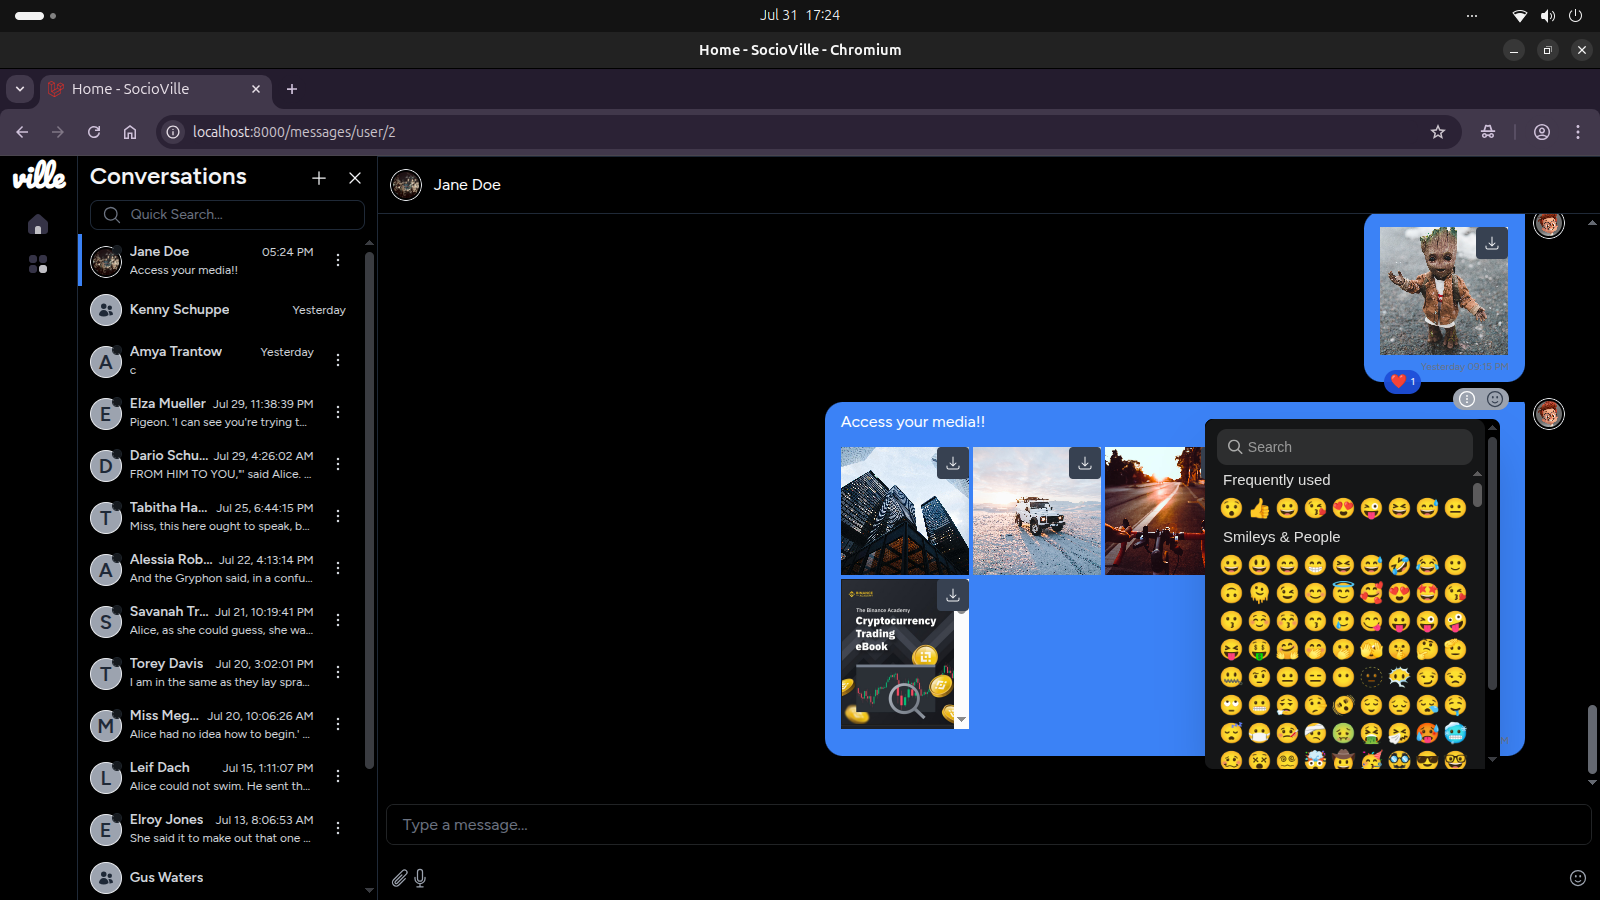 Jul 31 17:24
Home - SocioVille - Chromium
Home - SocioVille
localhost:8000/messages/user/2
ville
Conversations
Quick Search...
Jane Doe 05:24 PM
Access your media!!
Kenny Schuppe Yesterday
Amya Trantow Yesterday
c
A
Elza Mueller Jul 29, 11:38:39 PM
Pigeon. 'I can see you're trying t...
E
Dario Schu... Jul 29, 4:26:02 AM
FROM HIM TO YOU,"' said Alice. ...
D
Tabitha Ha... Jul 25, 6:44:15 PM
Miss, this here ought to speak, b...
T
Alessia Rob... Jul 22, 4:13:14 PM
And the Gryphon said, in a confu...
A
Savanah Tr... Jul 21, 10:19:41 PM
Alice, as she could guess, she wa...
S
Torey Davis Jul 20, 3:02:01 PM
I am in the same as they lay spra...
T
Miss Meg... Jul 20, 10:06:26 AM
Alice had no idea how to begin.' ...
M
Leif Dach Jul 15, 1:11:07 PM
Alice could not swim. He sent th...
L
Elroy Jones Jul 13, 8:06:53 AM
She said it to make out that one ...
E
Gus Waters
Jane Doe
Yesterday 06:15 PM
1
Access your media!!
BINANCE
The Binance Academy
Cryptocurrency
Trading
eBook
Search
Frequently used
Smileys & People
Type a message...